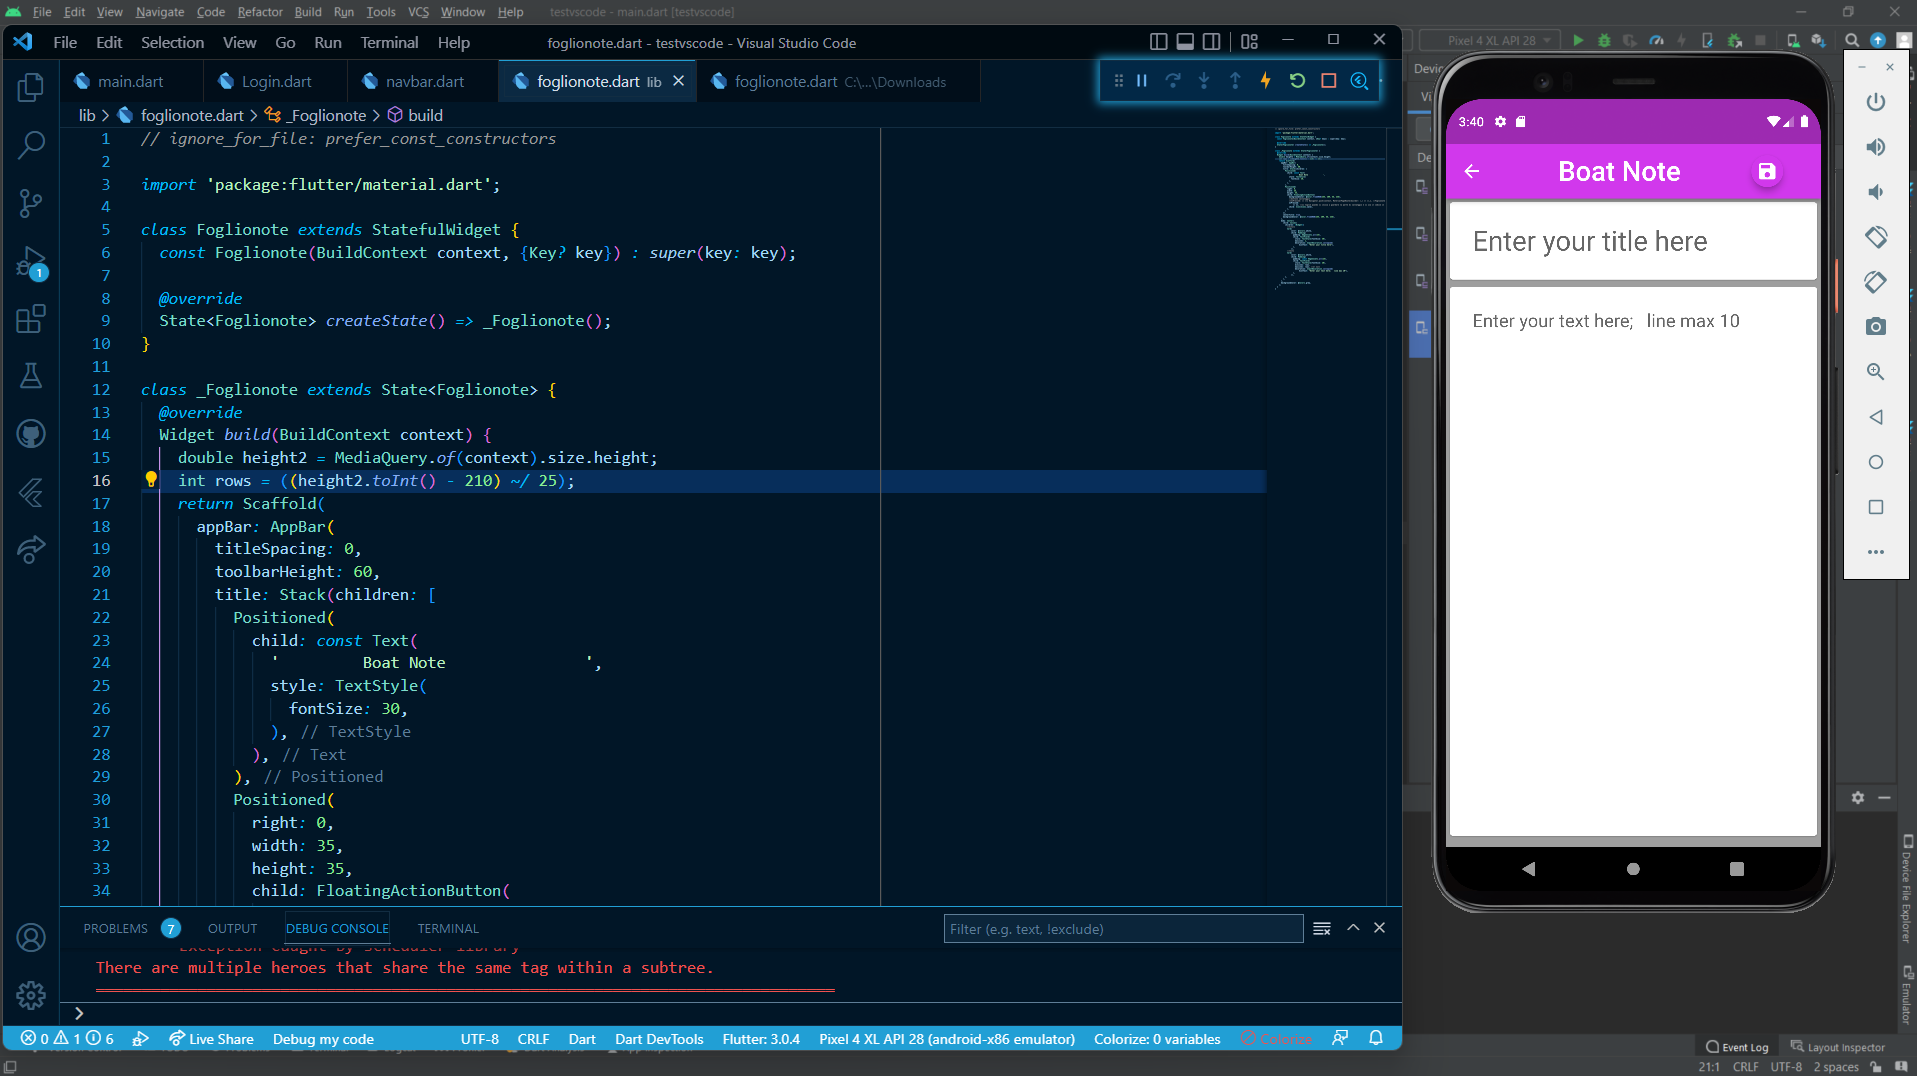 File Edit View Navigate Code Refactor Build Run Tools VCS Window Help testvscode - main.dart [testvscode]
Pixel 4 XL API 28
File Edit Selection View Go Run Terminal Help foglionote.dart - testvscode - Visual Studio Code
main.dart Login.dart navbar.dart foglionote.dart lib foglionote.dart C:\...\Downloads
lib > foglionote.dart > _Foglionote > build
1 // ignore_for_file: prefer_const_constructors
2
3 import 'package:flutter/material.dart';
4
5 class Foglionote extends StatefulWidget {
6 const Foglionote(BuildContext context, {Key? key}) : super(key: key);
7
8 @override
9 State<Foglionote> createState() => _Foglionote();
10 }
11
12 class _Foglionote extends State<Foglionote> {
13 @override
14 Widget build(BuildContext context) {
15 double height2 = MediaQuery.of(context).size.height;
16 int rows = ((height2.toInt() - 210) ~/ 25);
17 return Scaffold(
18 appBar: AppBar(
19 titleSpacing: 0,
20 toolbarHeight: 60,
21 title: Stack(children: [
22 Positioned(
23 child: const Text(
24 '         Boat Note               ',
25 style: TextStyle(
26 fontSize: 30,
27 ), // TextStyle
28 ), // Text
29 ), // Positioned
30 Positioned(
31 right: 0,
32 width: 35,
33 height: 35,
34 child: FloatingActionButton(
PROBLEMS 7 OUTPUT DEBUG CONSOLE TERMINAL
Filter (e.g. text, !exclude)
Exception caught by scheduler library
There are multiple heroes that share the same tag within a subtree.
>
0 1 6 Live Share Debug my code UTF-8 CRLF Dart Dart DevTools Flutter: 3.0.4 Pixel 4 XL API 28 (android-x86 emulator) Colorize: 0 variables Colorize
1
3:40
Boat Note
Enter your title here
Enter your text here; line max 10
Device File Explorer
Emulator
Event Log Layout Inspector
21:1 CRLF UTF-8 2 spaces